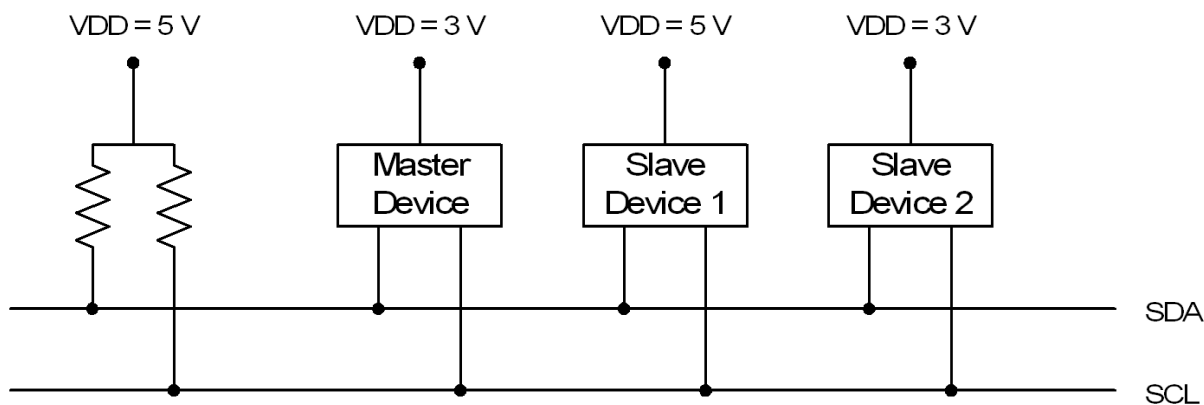 VDD = 5 V
VDD = 3 V
VDD = 5 V
VDD = 3 V
Master
Device
Slave
Device 1
Slave
Device 2
SDA
SCL